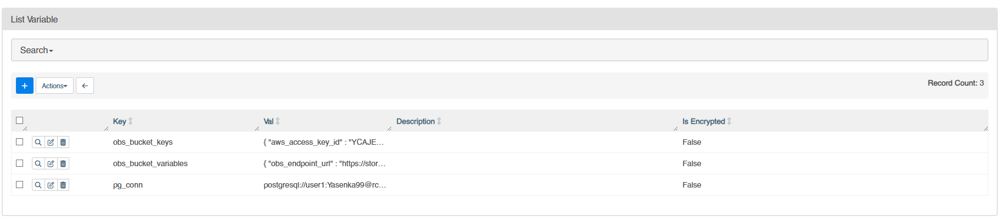 List Variable
Search
Actions
Record Count: 3
Key Val Description Is Encrypted
obs_bucket_keys { "aws_access_key_id" : "YCAJE... False
obs_bucket_variables { "obs_endpoint_url" : "https://stor... False
pg_conn postgresql://user1:Yasenka99@rc... False